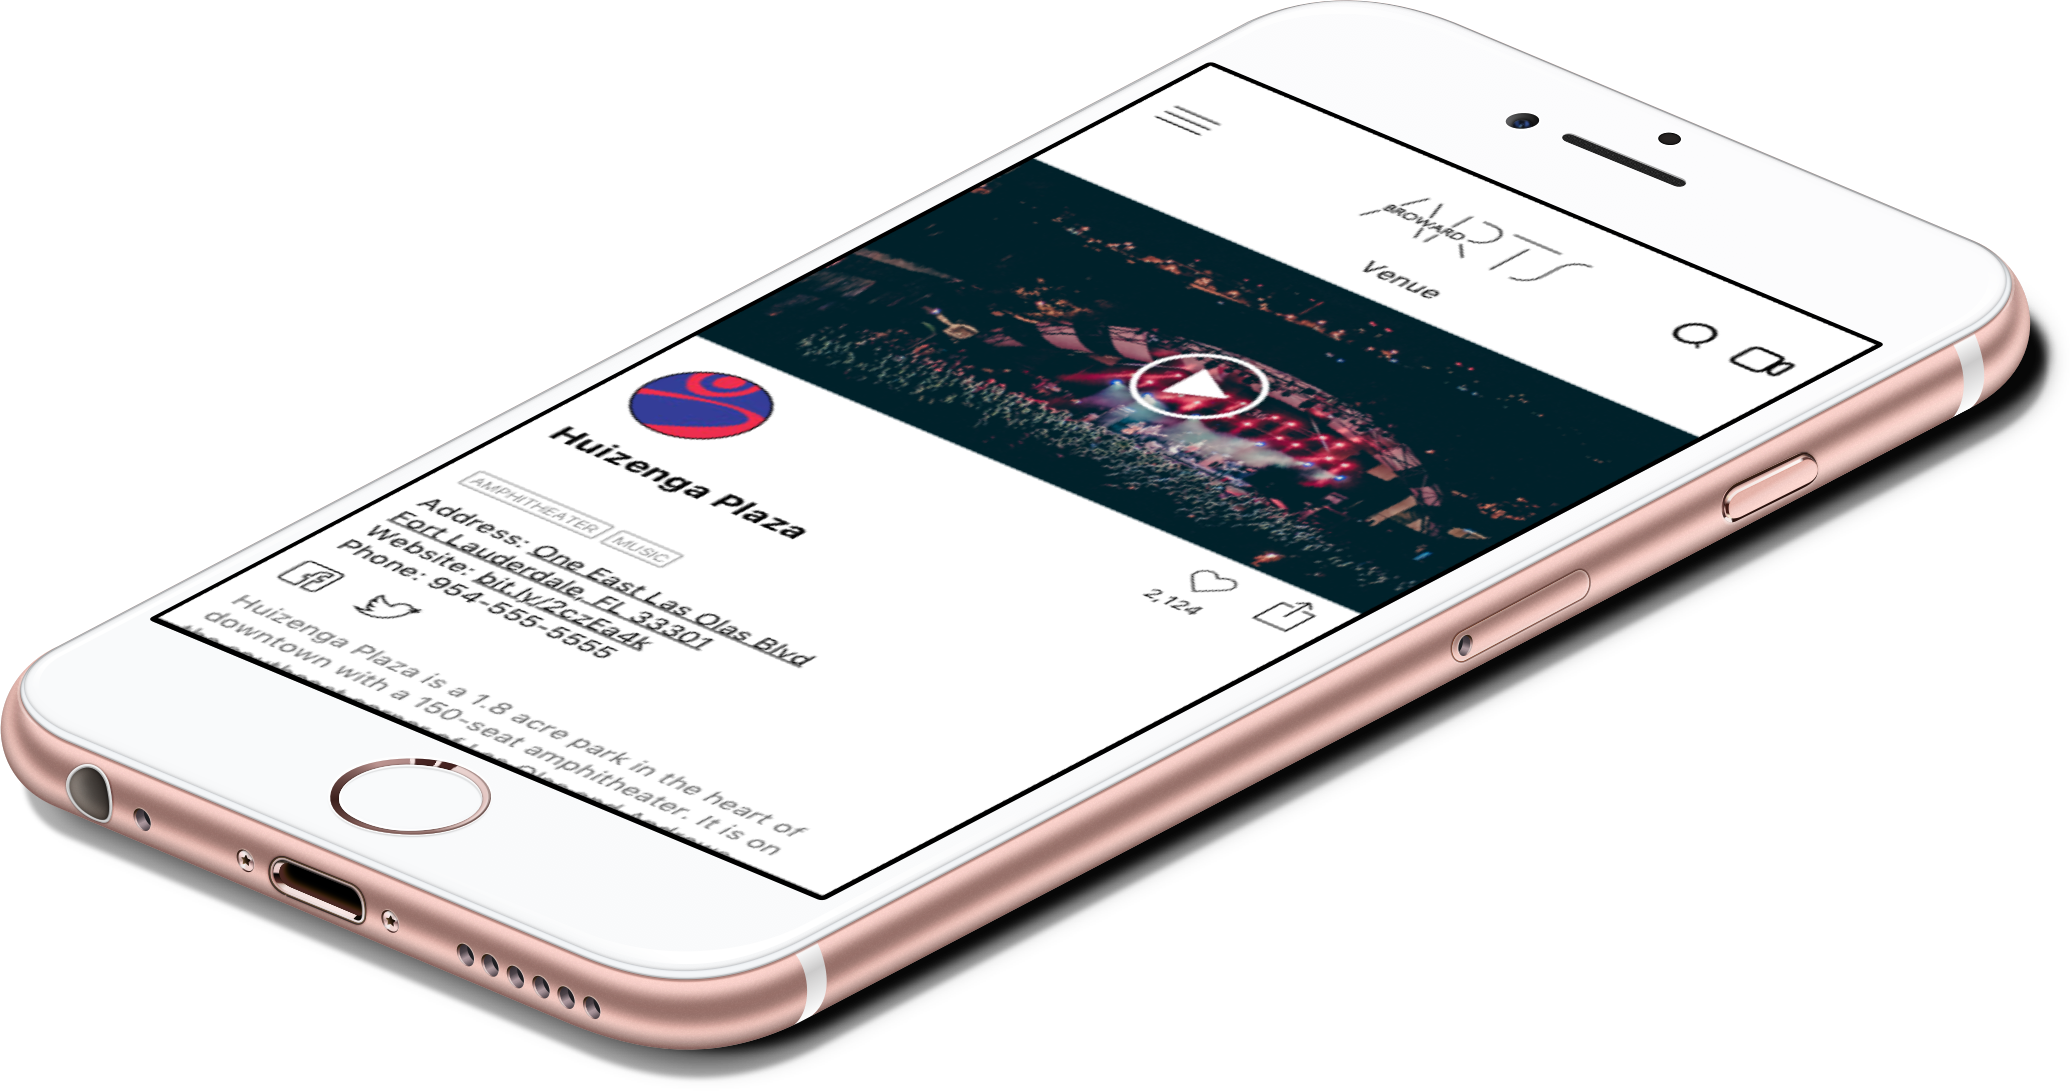 BROWARD
ARTS
Venue
Huizenga Plaza
2,124
AMPHITHEATER MUSIC
Address: One East Las Olas Blvd
Fort Lauderdale, FL 33301
Website: bit.ly/2czEa4k
Phone: 954-555-5555
Huizenga Plaza is a 1.8 acre park in the heart of
downtown with a 150-seat amphitheater. It is on